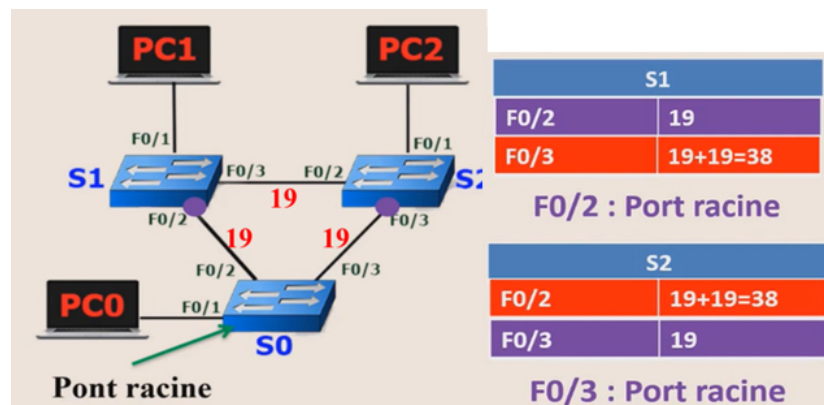 PC1
PC2
F0/1
F0/1
S1
F0/3
F0/2
S2
19
F0/2
F0/3
19
19
F0/2
F0/3
PC0
F0/1
S0
Pont racine
S1
F0/2 19
F0/3 19+19=38
F0/2 : Port racine
S2
F0/2 19+19=38
F0/3 19
F0/3 : Port racine